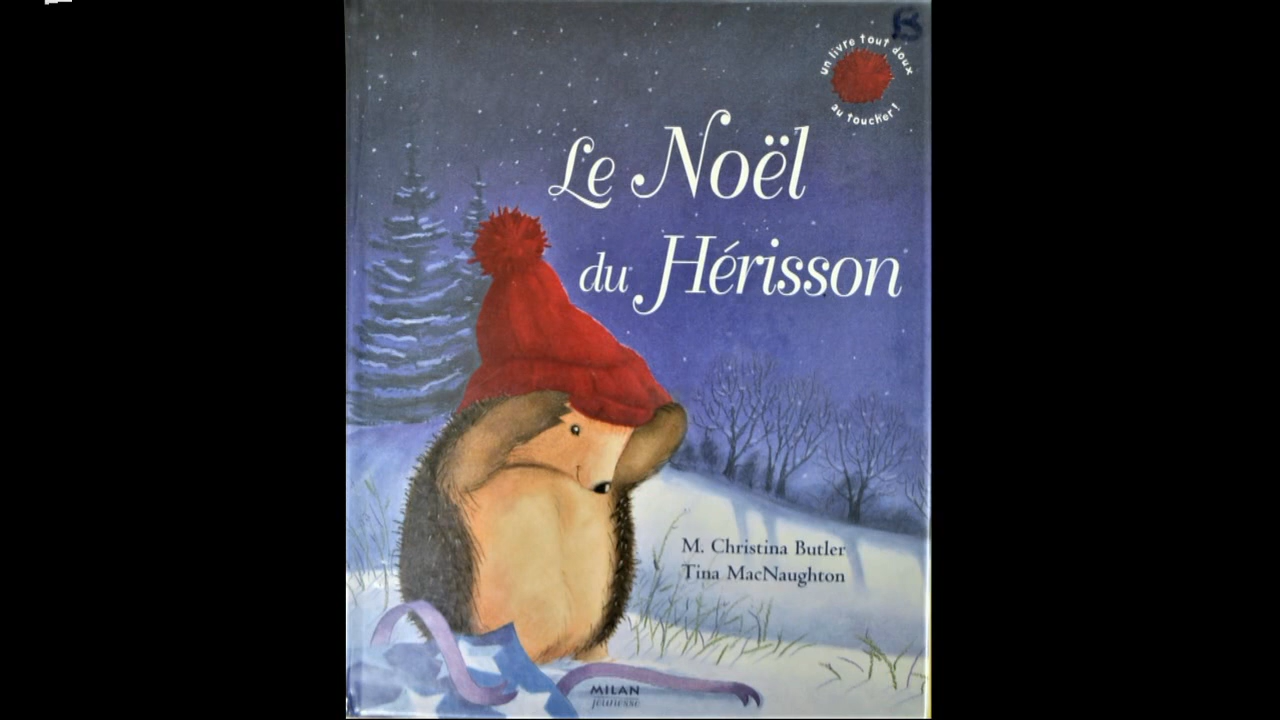 B
un livre tout doux
au toucher!
Le Noël
du Hérisson
M. Christina Butler
Tina MacNaughton
MILAN
jeunesse